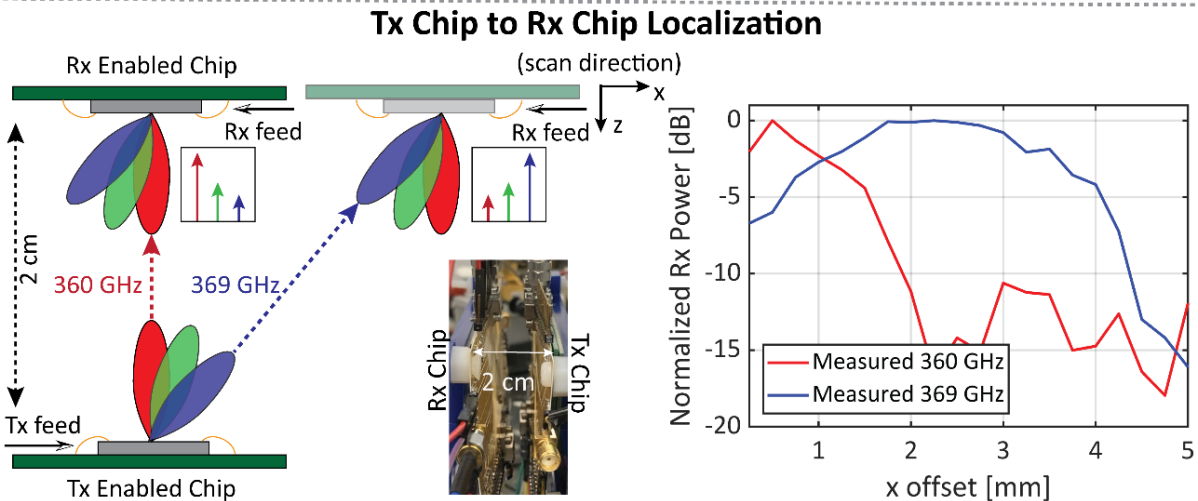 Tx Chip to Rx Chip Localization
Rx Enabled Chip
(scan direction)
x
z
Rx feed
Rx feed
2 cm
360 GHz
369 GHz
Rx Chip
2 cm
Tx Chip
Tx feed
Tx Enabled Chip
Normalized Rx Power [dB]
0
-5
-10
-15
-20
Measured 360 GHz
Measured 369 GHz
1
2
3
4
5
x offset [mm]